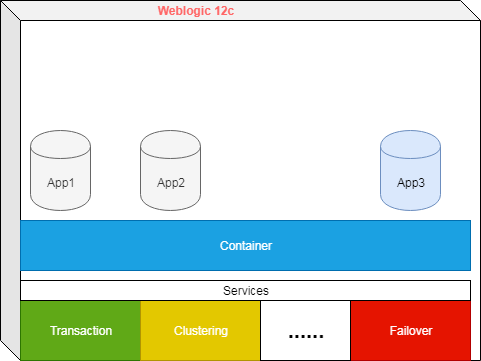 Weblogic 12c
App1
App2
App3
Container
Services
Transaction
Clustering
......
Failover